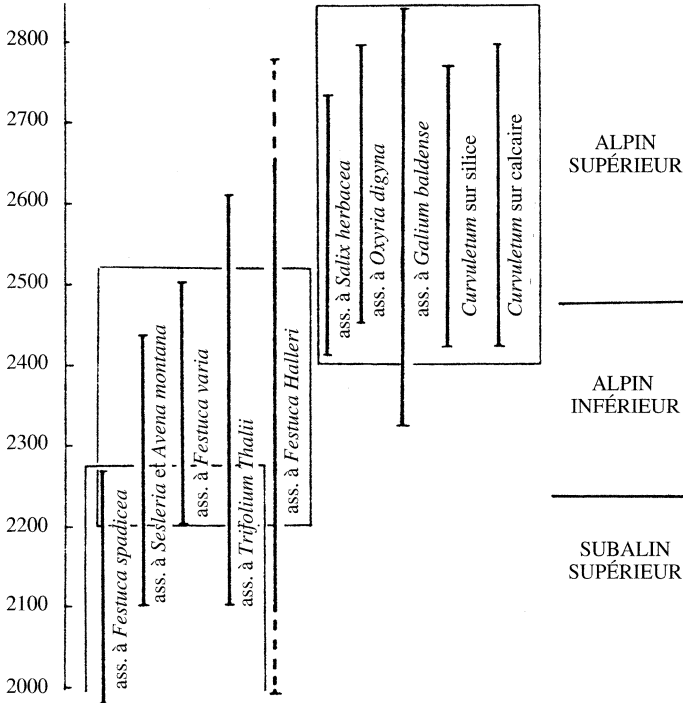 2800
2700
2600
2500
2400
2300
2200
2100
2000
ass. à Festuca spadicea
ass. à Sesleria et Avena montana
ass. à Festuca varia
ass. à Trifolium Thalii
ass. à Festuca Halleri
ass. à Salix herbacea
ass. à Oxyria digyna
ass. à Galium baldense
Curvuletum sur silice
Curvuletum sur calcaire
ALPIN
SUPÉRIEUR
ALPIN
INFÉRIEUR
SUBALIN
SUPÉRIEUR